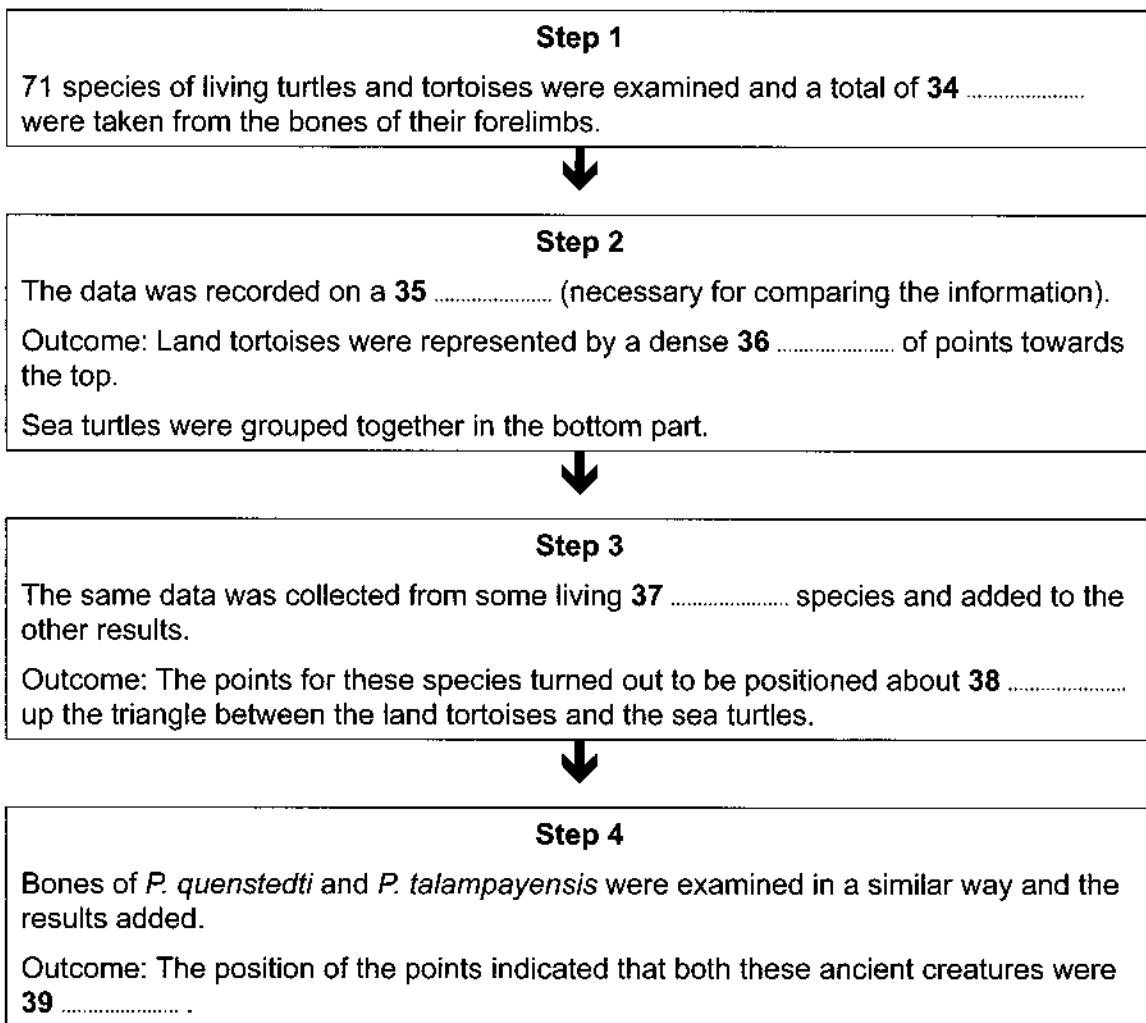 Step 1
71 species of living turtles and tortoises were examined and a total of 34 ......................
were taken from the bones of their forelimbs.
Step 2
The data was recorded on a 35 ...................... (necessary for comparing the information).
Outcome: Land tortoises were represented by a dense 36 ...................... of points towards
the top.
Sea turtles were grouped together in the bottom part.
Step 3
The same data was collected from some living 37 ...................... species and added to the
other results.
Outcome: The points for these species turned out to be positioned about 38 ......................
up the triangle between the land tortoises and the sea turtles.
Step 4
Bones of P. quenstedti and P. talampayensis were examined in a similar way and the
results added.
Outcome: The position of the points indicated that both these ancient creatures were
39 ...................... .